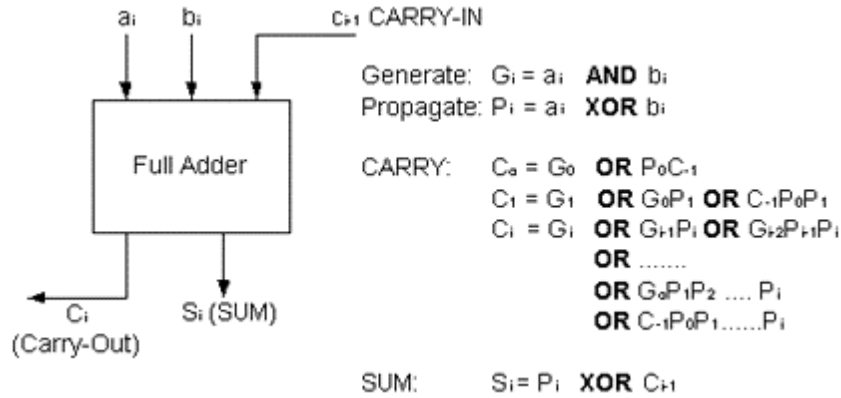 aᵢ bᵢ Cᵢ₋₁ CARRY-IN
Generate: Gᵢ = aᵢ AND bᵢ
Propagate: Pᵢ = aᵢ XOR bᵢ
Full Adder
CARRY: Cₒ = G₀ OR P₀C₋₁
C₁ = G₁ OR G₀P₁ OR C₋₁P₀P₁
Cᵢ = Gᵢ OR Gᵢ₋₁Pᵢ OR Gᵢ₋₂Pᵢ₋₁Pᵢ
OR .......
OR GₒP₁P₂ .... Pᵢ
OR C₋₁P₀P₁......Pᵢ
Cᵢ
(Carry-Out)
Sᵢ (SUM)
SUM: Sᵢ = Pᵢ XOR Cᵢ₋₁